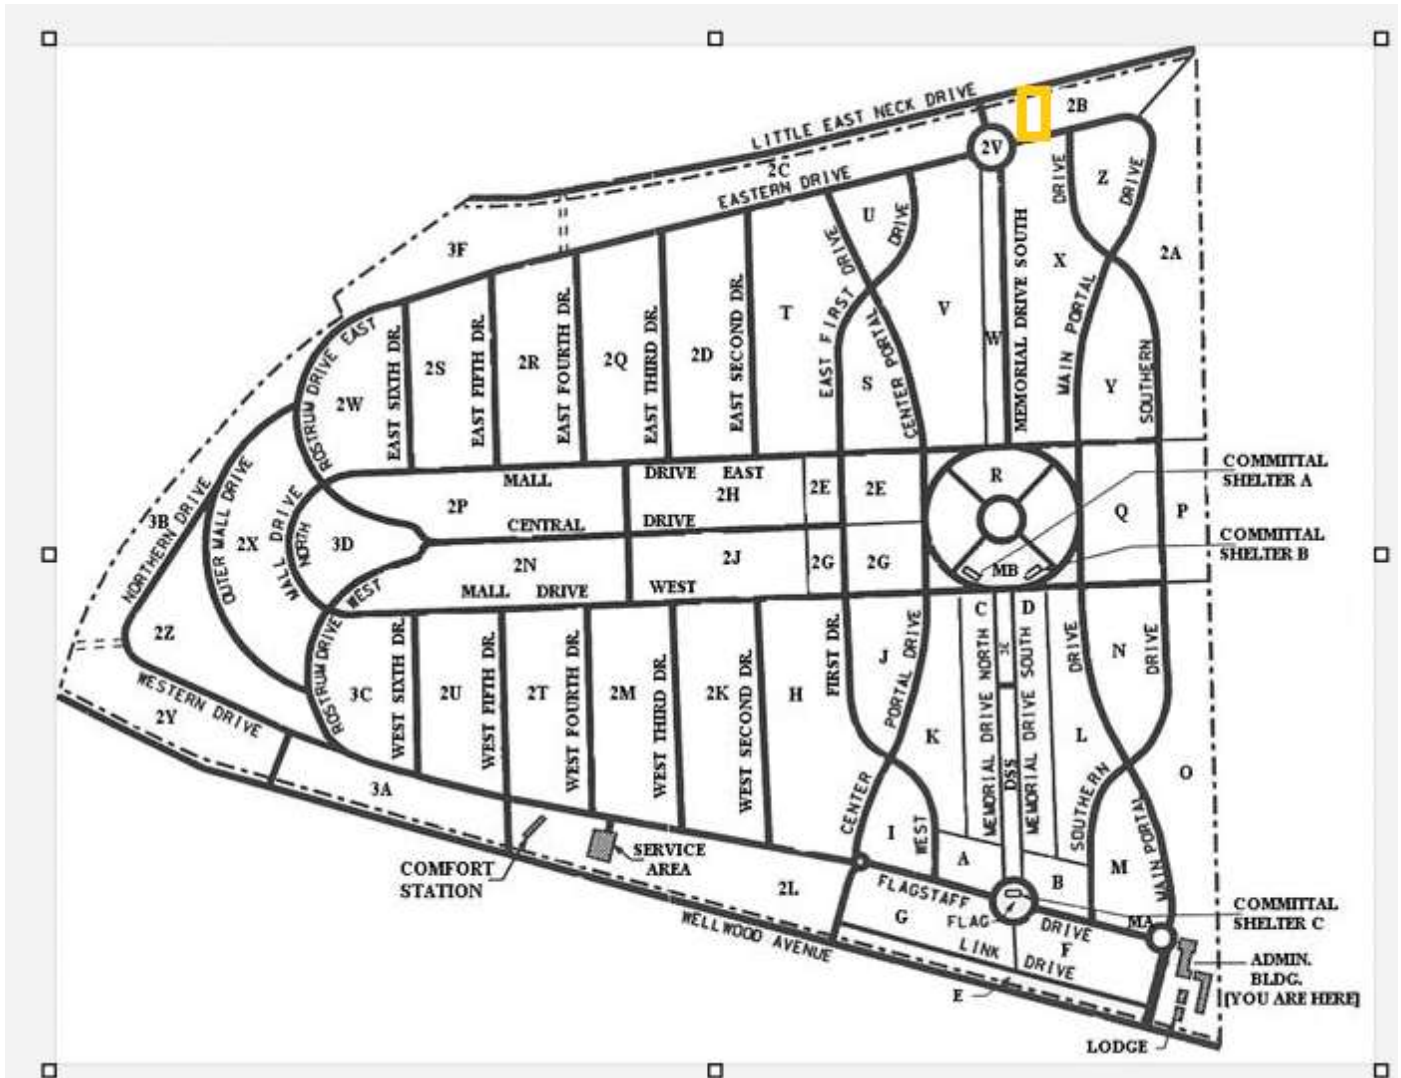 LITTLE EAST NECK DRIVE
2B
2V
2C
EASTERN DRIVE
DRIVE
Z
DRIVE
U
DRIVE
3F
DRIVE
MEMORIAL DRIVE SOUTH
X
2A
EAST FIRST
T
V
W
CENTER PORTAL
MAIN PORTAL
SOUTHERN
ROSTRUM DRIVE EAST
2W
EAST SIXTH DR.
2S
EAST FIFTH DR.
2R
EAST FOURTH DR.
2Q
EAST THIRD DR.
2D
EAST SECOND DR.
S
Y
MALL
DRIVE EAST
2H
2E
2E
R
COMMITTAL
SHELTER A
2P
CENTRAL
DRIVE
Q
P
3B
NORTHERN DRIVE
OUTER MALL DRIVE
2X
MALL DRIVE
NORTH
3D
2N
2J
2G
2G
MB
COMMITTAL
SHELTER B
MALL DRIVE
WEST
WEST
ROSTRUM DRIVE
2Z
3C
WEST SIXTH DR.
2U
WEST FIFTH DR.
2T
WEST FOURTH DR.
2M
WEST THIRD DR.
2K
WEST SECOND DR.
H
FIRST DR.
J
PORTAL DRIVE
C
D
MEMORIAL DRIVE NORTH
3E
DSS
MEMORIAL DRIVE SOUTH
DRIVE
N
DRIVE
K
L
O
WESTERN DRIVE
2Y
3A
CENTER
I
WEST
SOUTHERN
MAIN PORTAL
A
B
M
COMFORT
STATION
SERVICE
AREA
2L
FLAGSTAFF
DRIVE
G
FLAG
MA
COMMITTAL
SHELTER C
WELLWOOD AVENUE
LINK DRIVE
F
E
ADMIN.
BLDG.
[YOU ARE HERE]
LODGE